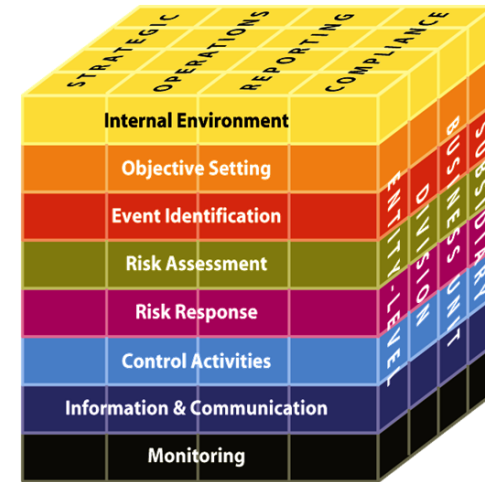 STRATEGIC
OPERATIONS
REPORTING
COMPLIANCE
Internal Environment
Objective Setting
Event Identification
Risk Assessment
Risk Response
Control Activities
Information & Communication
Monitoring
ENTITY-LEVEL
DIVISION
BUSINESS UNIT
SUBSIDIARY